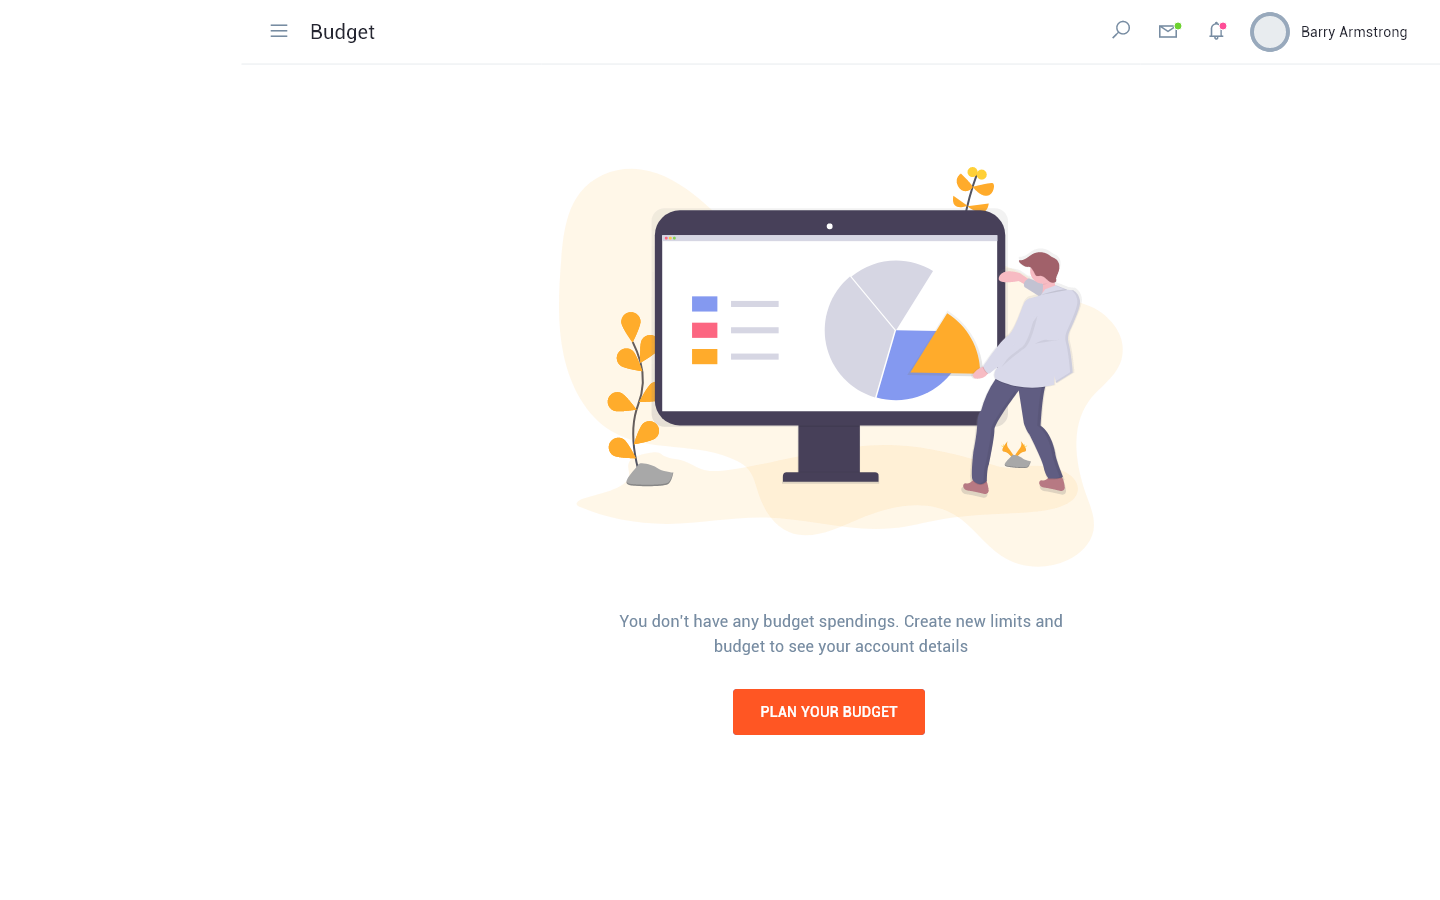 Budget
Barry Armstrong
You don't have any budget spendings. Create new limits and
budget to see your account details
PLAN YOUR BUDGET